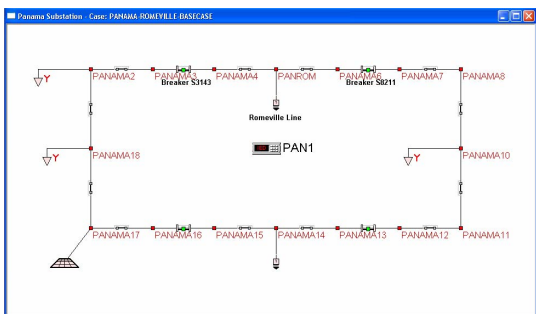 Panama Substation - Case: PANAMA-ROMEVILLE-BASECASE
PANAMA2 PANAMA3 PANAMA4 PANROM PANAMA6 PANAMA7 PANAMA8
Breaker S3143 Breaker S8211
Y
Romeville Line
PAN1
PANAMA18 Y Y PANAMA10
PANAMA17 PANAMA16 PANAMA15 PANAMA14 PANAMA13 PANAMA12 PANAMA11